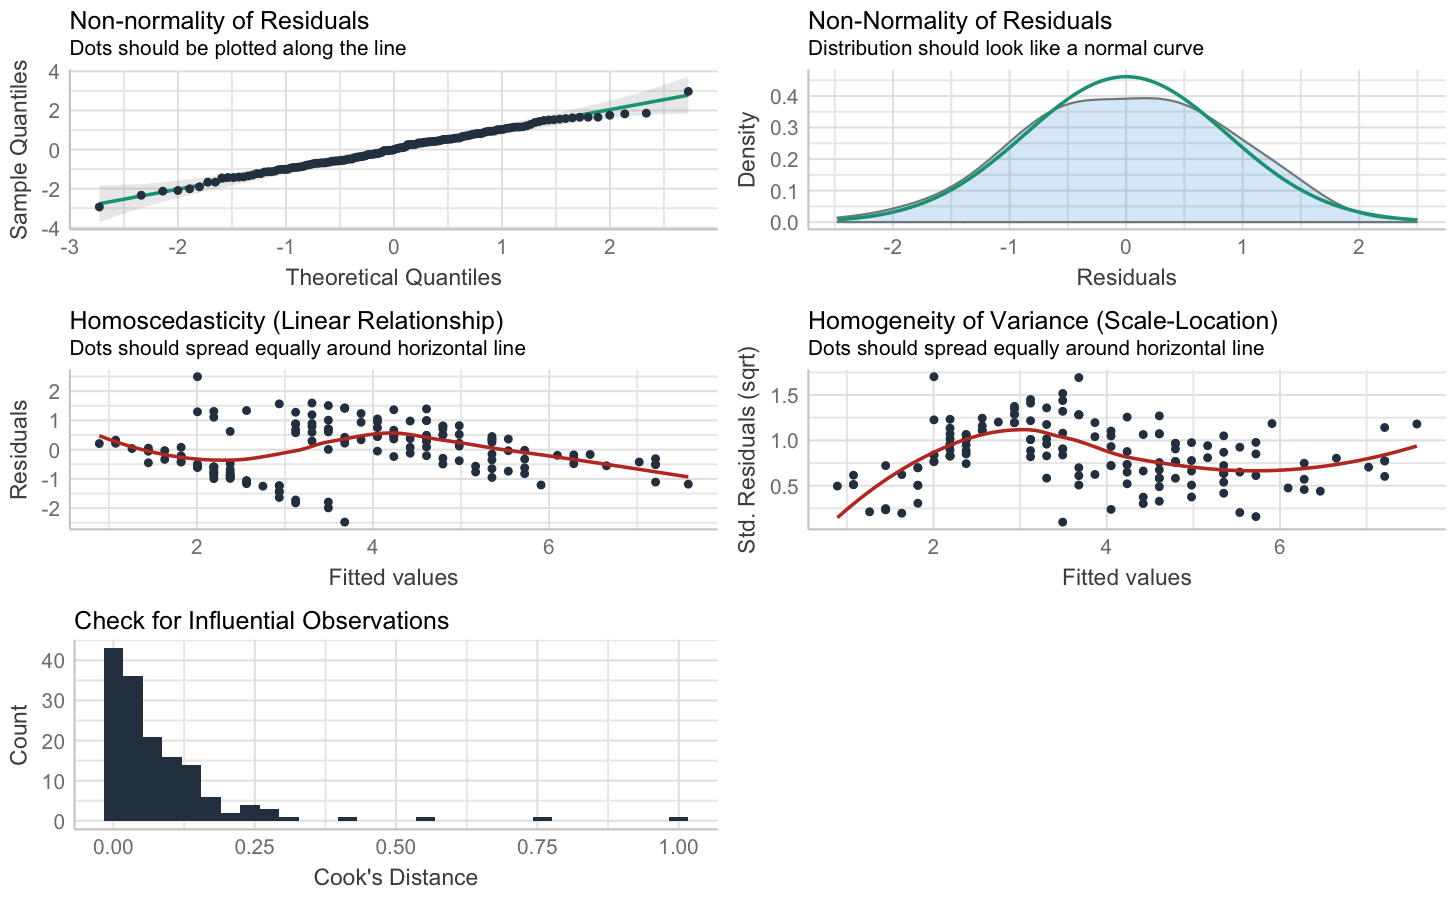 Non-normality of Residuals
Dots should be plotted along the line
Sample Quantiles
4
2
0
-2
-4
-3
-2
-1
0
1
2
Theoretical Quantiles
Non-Normality of Residuals
Distribution should look like a normal curve
Density
0.4
0.3
0.2
0.1
0.0
-2
-1
0
1
2
Residuals
Homoscedasticity (Linear Relationship)
Dots should spread equally around horizontal line
Residuals
2
1
0
-1
-2
2
4
6
Fitted values
Homogeneity of Variance (Scale-Location)
Dots should spread equally around horizontal line
Std. Residuals (sqrt)
1.5
1.0
0.5
2
4
6
Fitted values
Check for Influential Observations
Count
40
30
20
10
0
0.00
0.25
0.50
0.75
1.00
Cook's Distance